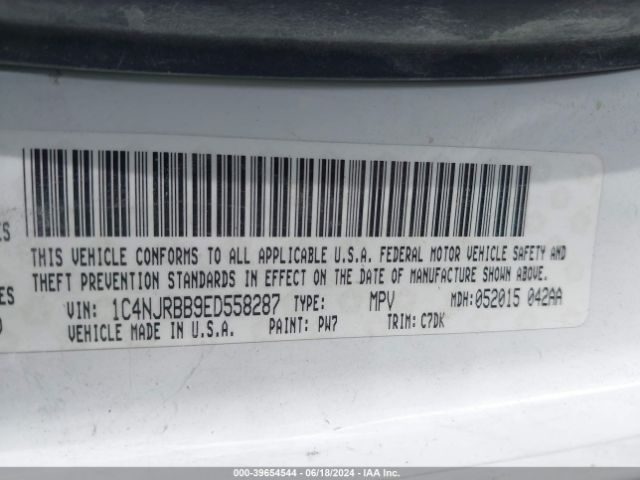 ES
THIS VEHICLE CONFORMS TO ALL APPLICABLE U.S.A. FEDERAL MOTOR VEHICLE SAFETY AND
THEFT PREVENTION STANDARDS IN EFFECT ON THE DATE OF MANUFACTURE SHOWN ABOVE.
ES
VIN: 1C4NJRBB9ED558287 TYPE: MPV MDH:052015 042AA
VEHICLE MADE IN U.S.A. PAINT: PW7 TRIM: C7DK
000-39654544 - 06/18/2024 - IAA Inc.